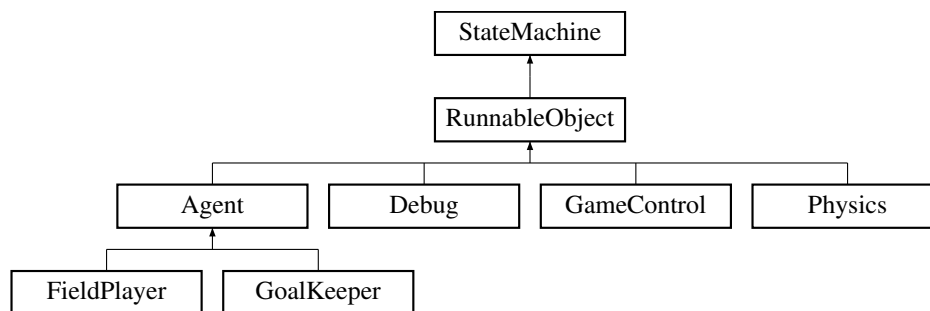 StateMachine
RunnableObject
Agent
Debug
GameControl
Physics
FieldPlayer
GoalKeeper